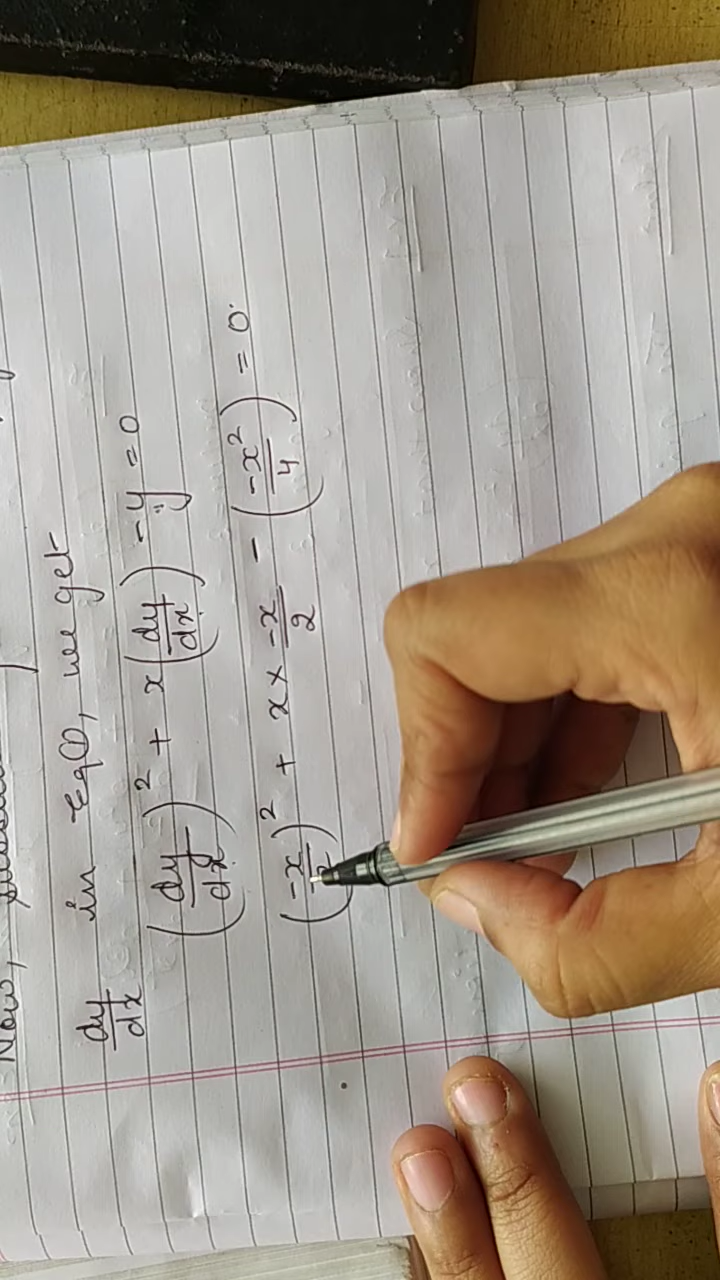 Now,
dy/dx in Eq①, we get
(dy/dx)² + x(dy/dx) - y = 0
(-x/2)² + x × -x/2 - (-x²/4) = 0.